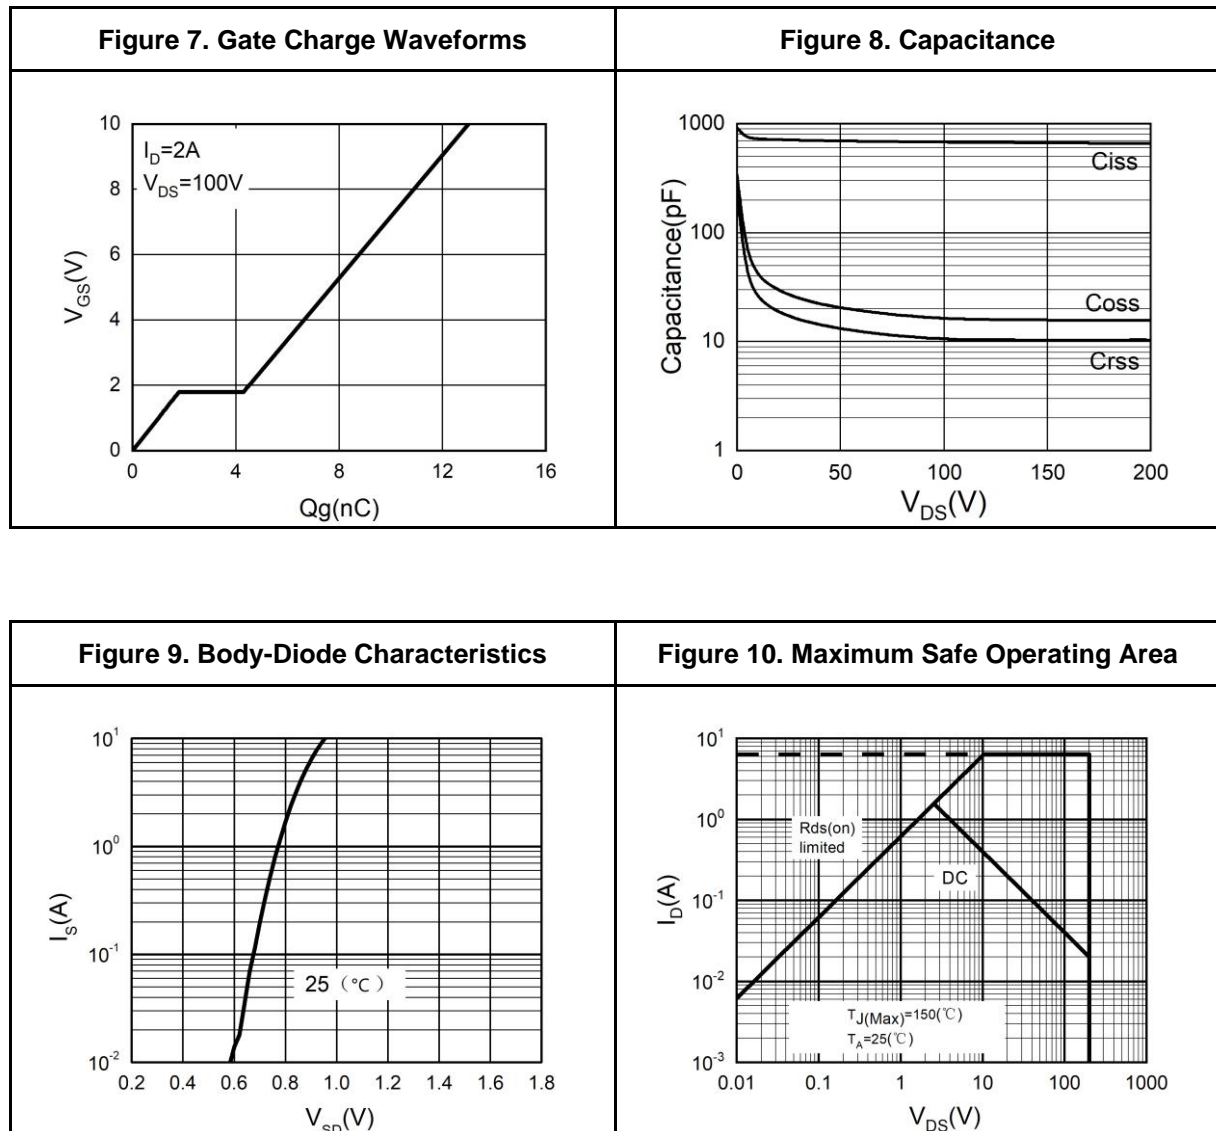 Figure 7. Gate Charge Waveforms
Figure 8. Capacitance
10
8
6
4
2
0
V_GS(V)
I_D=2A
V_DS=100V
0 4 8 12 16
Qg(nC)
1000
100
10
1
Capacitance(pF)
Ciss
Coss
Crss
0 50 100 150 200
V_DS(V)
Figure 9. Body-Diode Characteristics
Figure 10. Maximum Safe Operating Area
10^1
10^0
10^-1
10^-2
I_S(A)
25（℃）
0.2 0.4 0.6 0.8 1.0 1.2 1.4 1.6 1.8
V_SD(V)
10^1
10^0
10^-1
10^-2
10^-3
I_D(A)
Rds(on)
limited
DC
T_J(Max)=150(℃)
T_A=25(℃)
0.01 0.1 1 10 100 1000
V_DS(V)